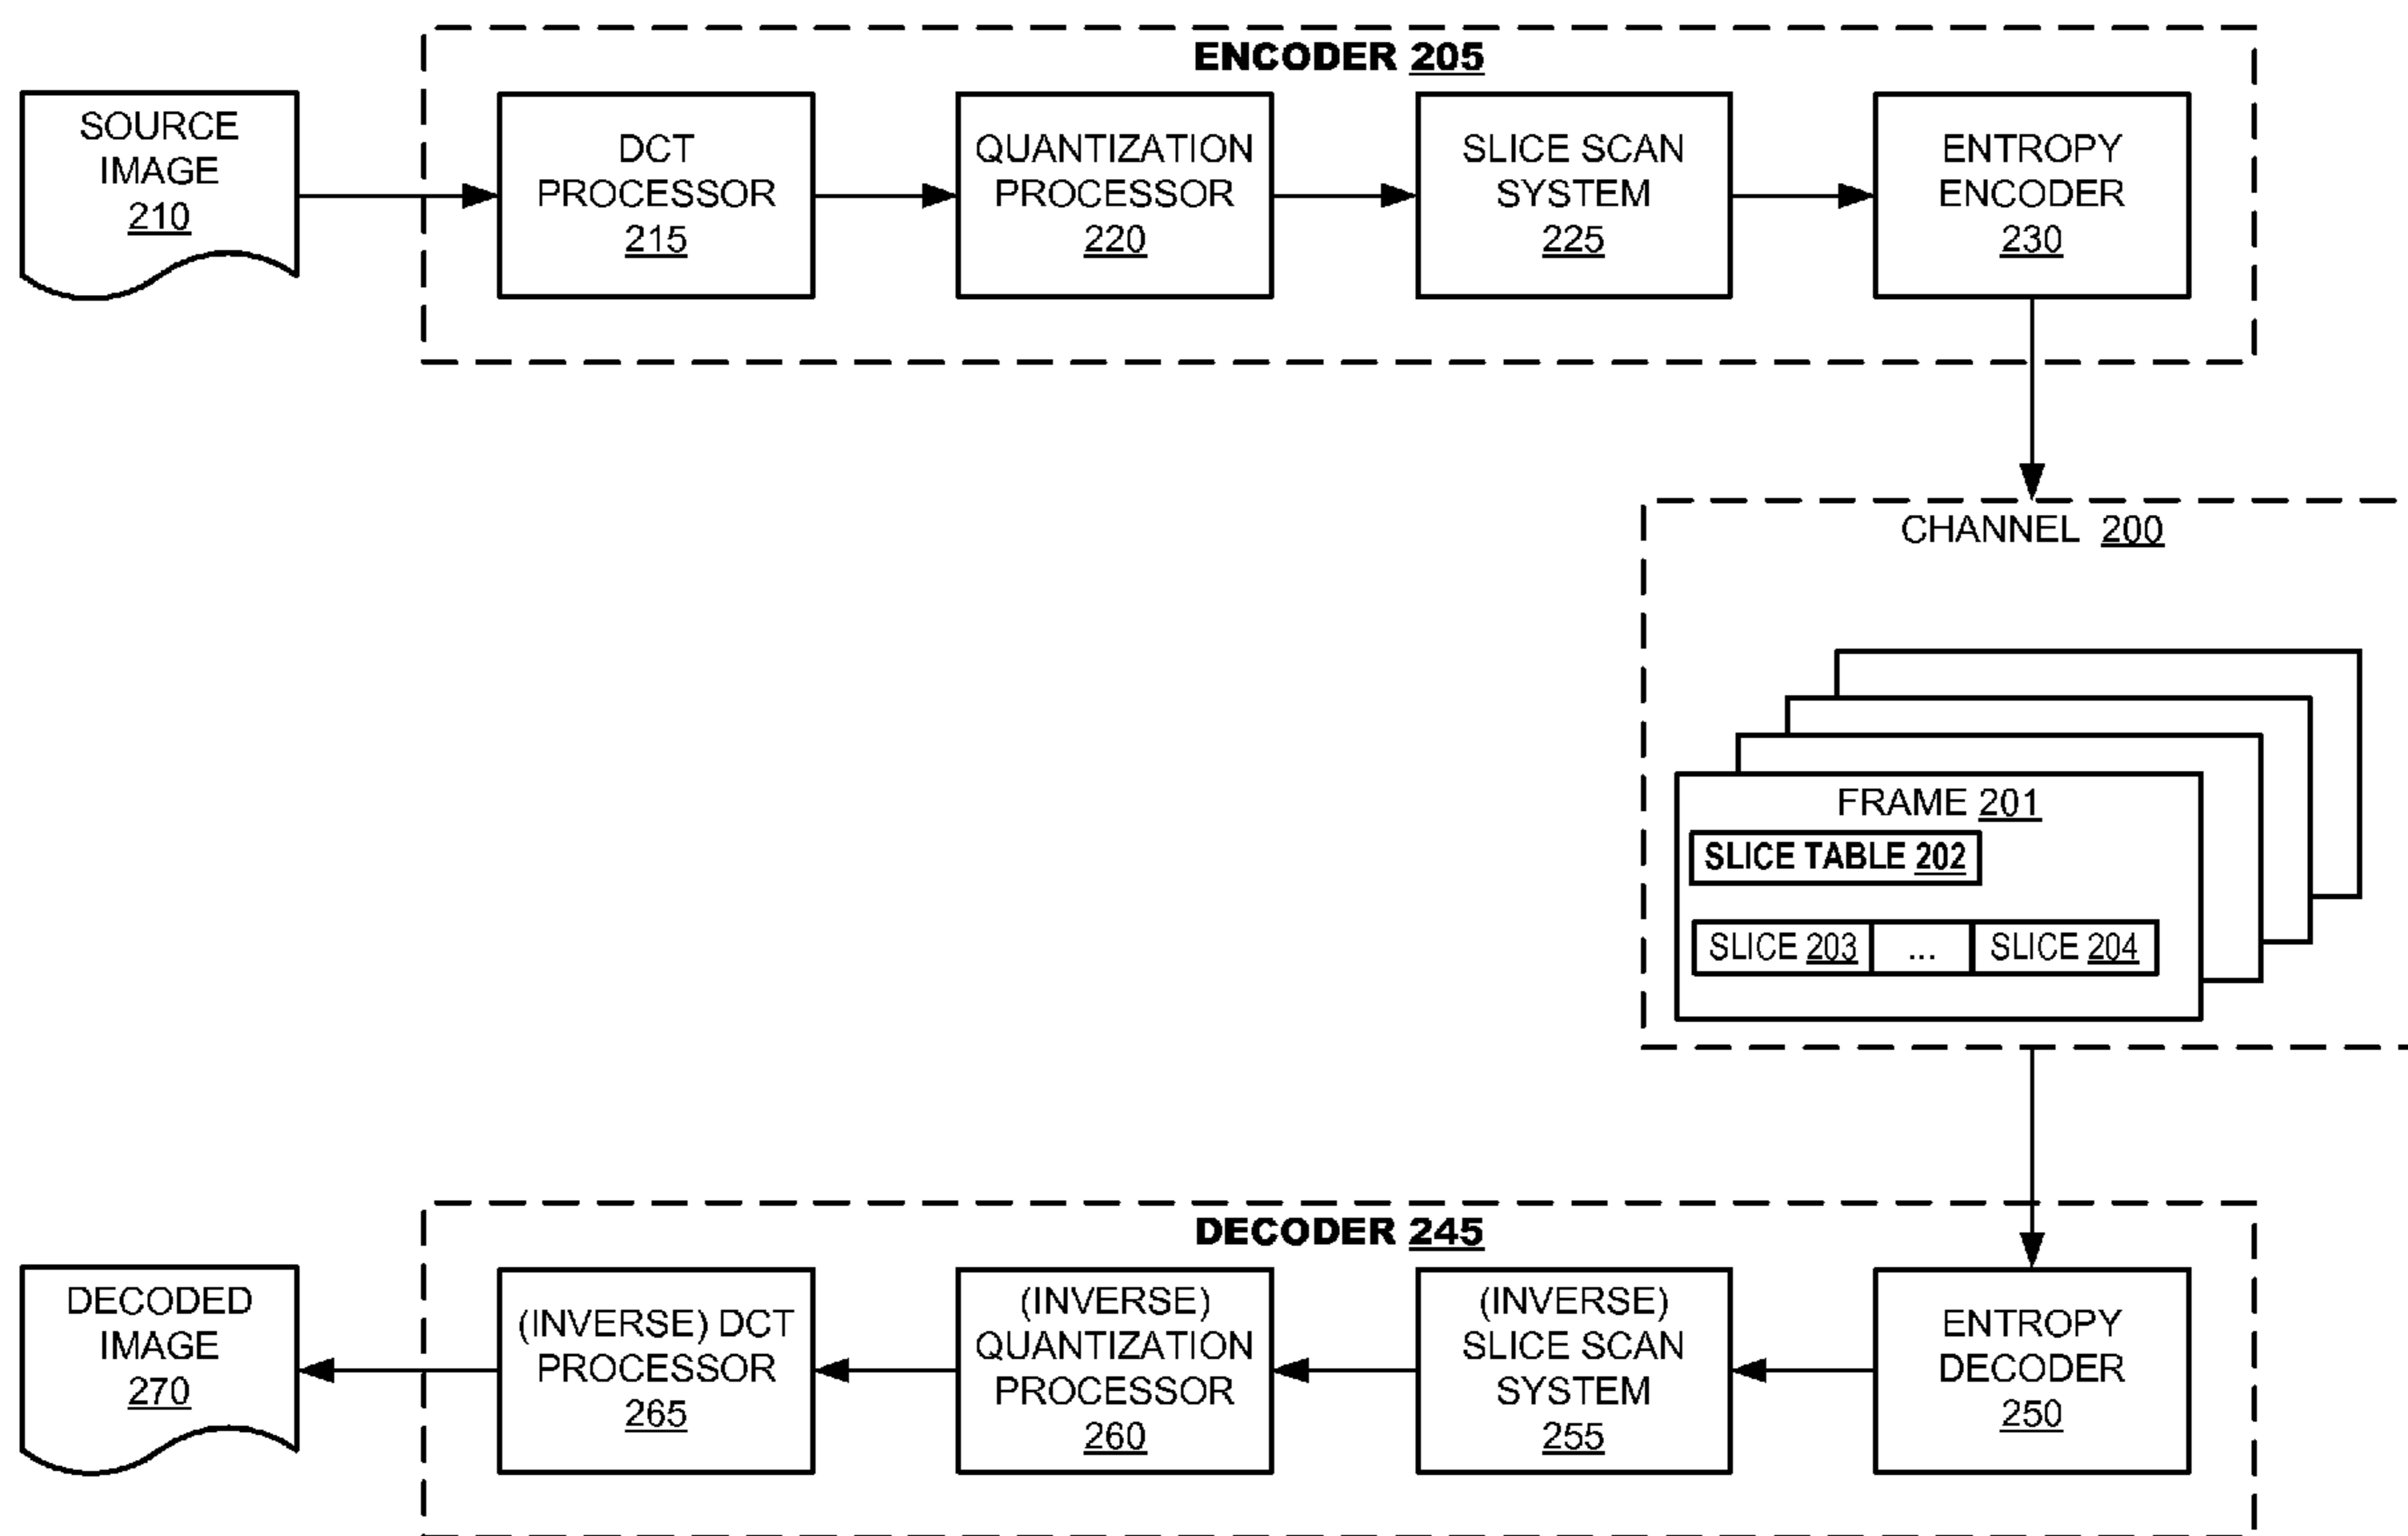 ENCODER 205
SOURCE
IMAGE
210
DCT
PROCESSOR
215
QUANTIZATION
PROCESSOR
220
SLICE SCAN
SYSTEM
225
ENTROPY
ENCODER
230
CHANNEL 200
FRAME 201
SLICE TABLE 202
SLICE 203 ... SLICE 204
DECODER 245
DECODED
IMAGE
270
(INVERSE) DCT
PROCESSOR
265
(INVERSE)
QUANTIZATION
PROCESSOR
260
(INVERSE)
SLICE SCAN
SYSTEM
255
ENTROPY
DECODER
250